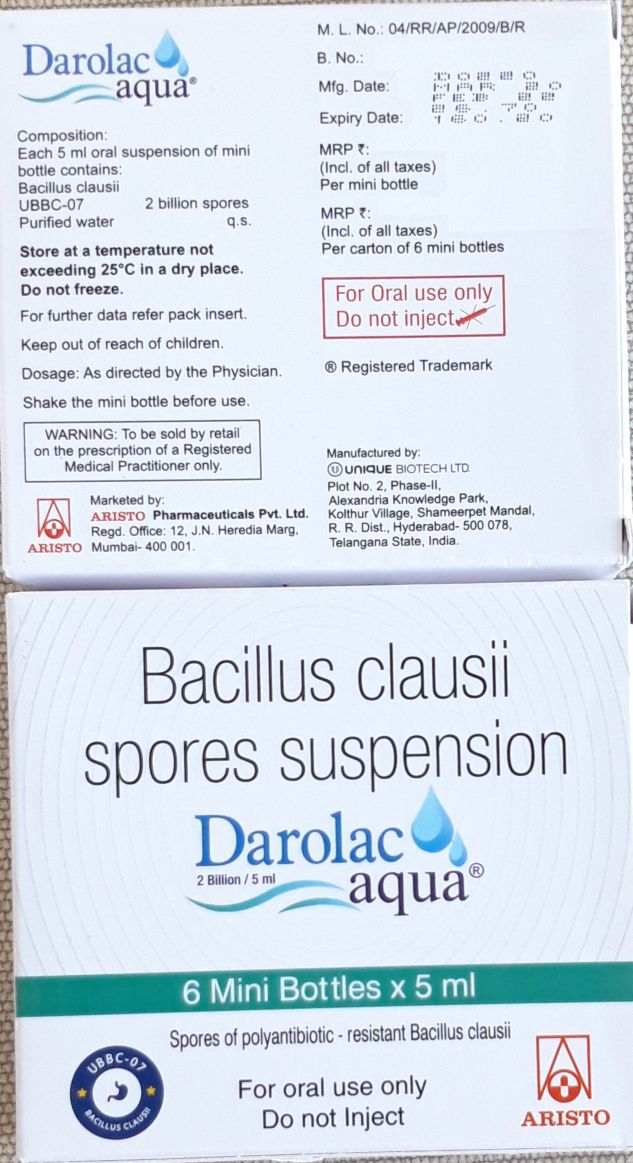 Darolac
aqua®
Composition:
Each 5 ml oral suspension of mini
bottle contains:
Bacillus clausii
UBBC-07 2 billion spores
Purified water q.s.
Store at a temperature not
exceeding 25°C in a dry place.
Do not freeze.
For further data refer pack insert.
Keep out of reach of children.
Dosage: As directed by the Physician.
Shake the mini bottle before use.
WARNING: To be sold by retail
on the prescription of a Registered
Medical Practitioner only.
ARISTO
Marketed by:
ARISTO Pharmaceuticals Pvt. Ltd.
Regd. Office: 12, J.N. Heredia Marg,
Mumbai- 400 001.
M. L. No.: 04/RR/AP/2009/B/R
B. No.:
Mfg. Date:
Expiry Date:
MRP ₹:
(Incl. of all taxes)
Per mini bottle
MRP ₹:
(Incl. of all taxes)
Per carton of 6 mini bottles
For Oral use only
Do not inject
® Registered Trademark
Manufactured by:
UNIQUE BIOTECH LTD.
Plot No. 2, Phase-II,
Alexandria Knowledge Park,
Kolthur Village, Shameerpet Mandal,
R. R. Dist., Hyderabad- 500 078,
Telangana State, India.
Bacillus clausii
spores suspension
Darolac
2 Billion / 5 ml
aqua®
6 Mini Bottles x 5 ml
Spores of polyantibiotic - resistant Bacillus clausii
UBBC-07
BACILLUS CLAUSII
For oral use only
Do not Inject
ARISTO